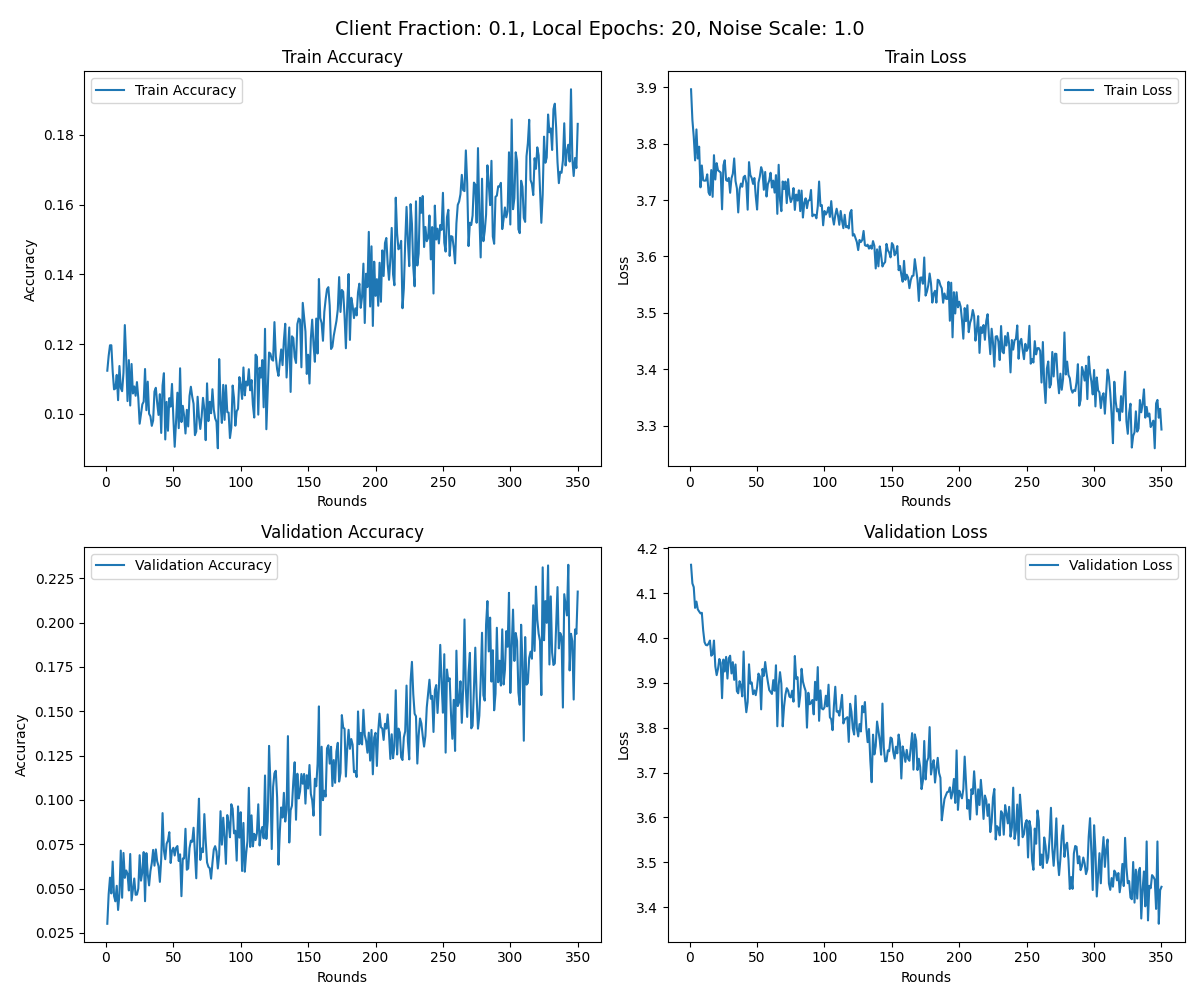 Client Fraction: 0.1, Local Epochs: 20, Noise Scale: 1.0
Train Accuracy
Train Accuracy
Accuracy
0.18
0.16
0.14
0.12
0.10
0 50 100 150 200 250 300 350
Rounds
Train Loss
Train Loss
Loss
3.9
3.8
3.7
3.6
3.5
3.4
3.3
0 50 100 150 200 250 300 350
Rounds
Validation Accuracy
Validation Accuracy
Accuracy
0.225
0.200
0.175
0.150
0.125
0.100
0.075
0.050
0.025
0 50 100 150 200 250 300 350
Rounds
Validation Loss
Validation Loss
Loss
4.2
4.1
4.0
3.9
3.8
3.7
3.6
3.5
3.4
0 50 100 150 200 250 300 350
Rounds